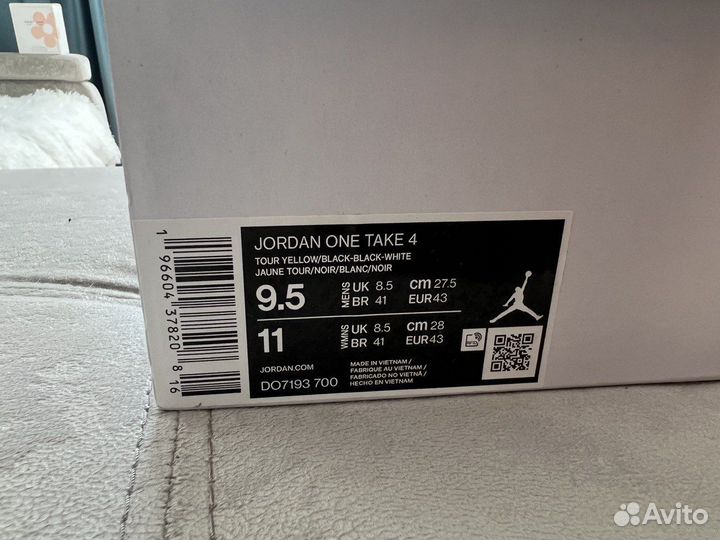 JORDAN ONE TAKE 4
TOUR YELLOW/BLACK-BLACK-WHITE
JAUNE TOUR/NOIR/BLANC/NOIR
9.5 MENS UK 8.5 cm 27.5
BR 41 EUR 43
11 WMNS UK 8.5 cm 28
BR 41 EUR 43
JORDAN.COM
DO7193 700
MADE IN VIETNAM/
FABRIQUE AU VIETNAM/
FABRICADO NO VIETNÃ/
HECHO EN VIETNAM
1 96604 37820 8 16
Avito